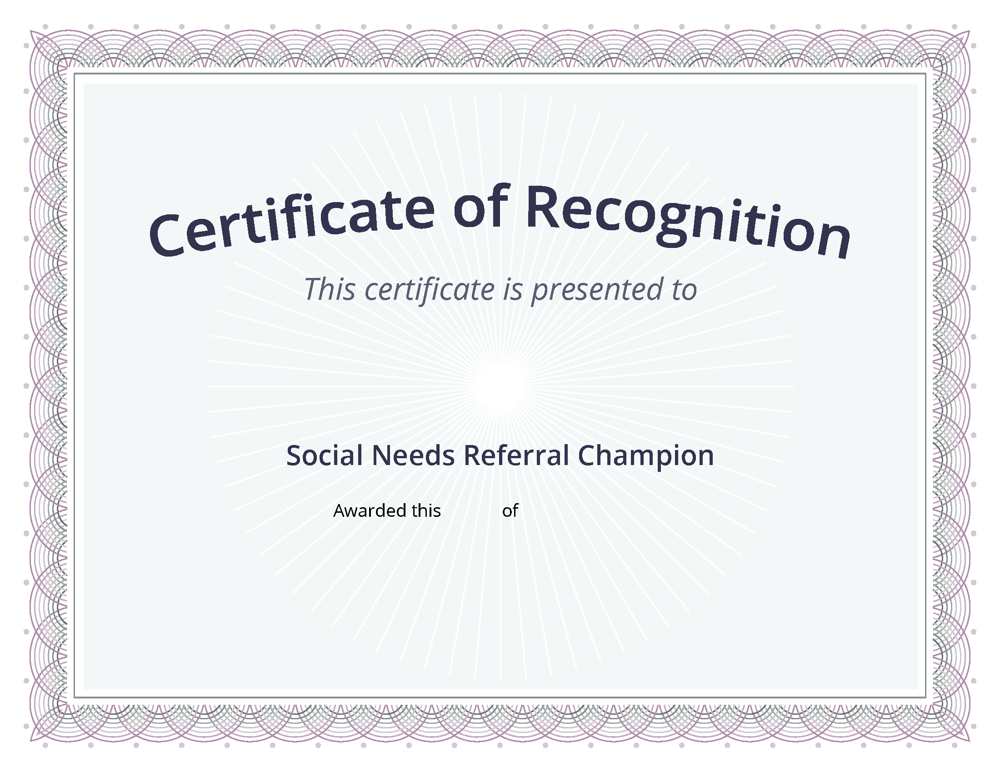 Certificate of Recognition
This certificate is presented to
Social Needs Referral Champion
Awarded this of